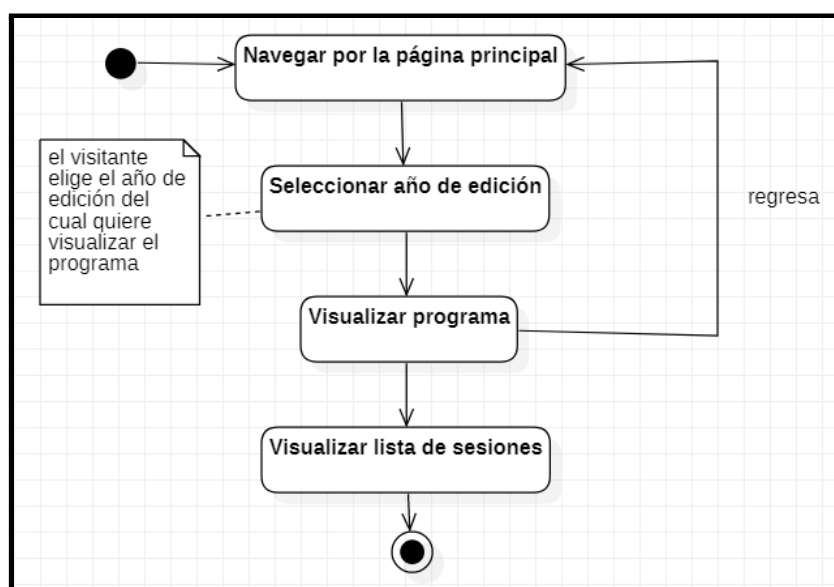 Navegar por la página principal
el visitante
elige el año de
edición del
cual quiere
visualizar el
programa
Seleccionar año de edición
regresa
Visualizar programa
Visualizar lista de sesiones